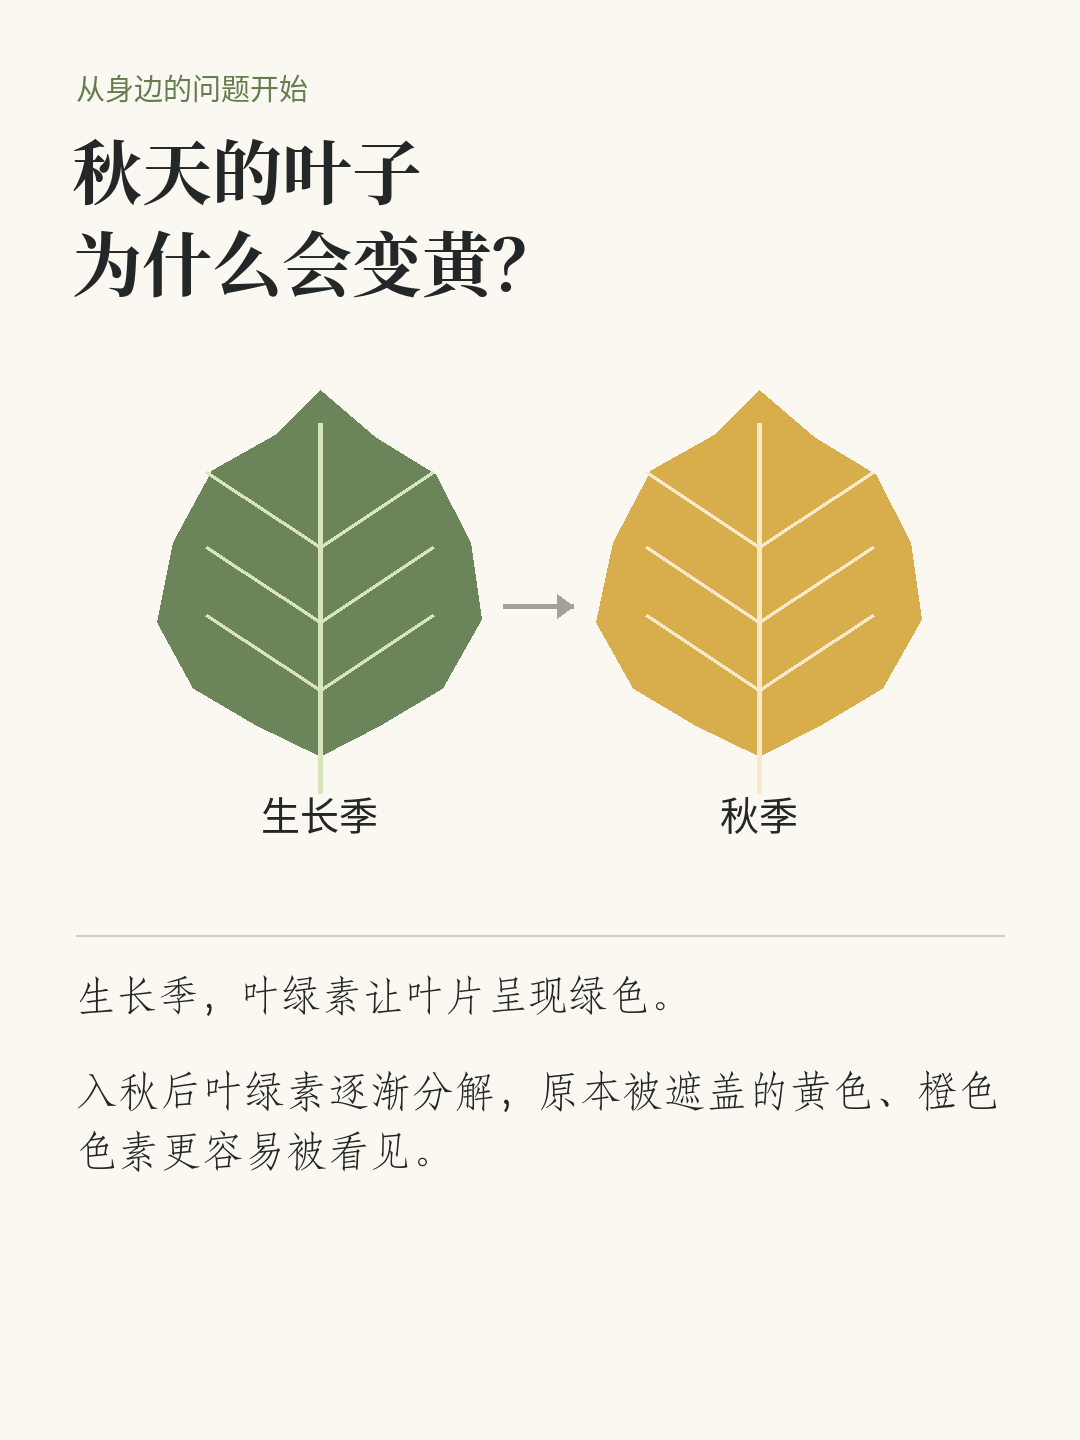 从身边的问题开始
秋天的叶子
为什么会变黄?
生长季
秋季
生长季，叶绿素让叶片呈现绿色。
入秋后叶绿素逐渐分解，原本被遮盖的黄色、橙色
色素更容易被看见。